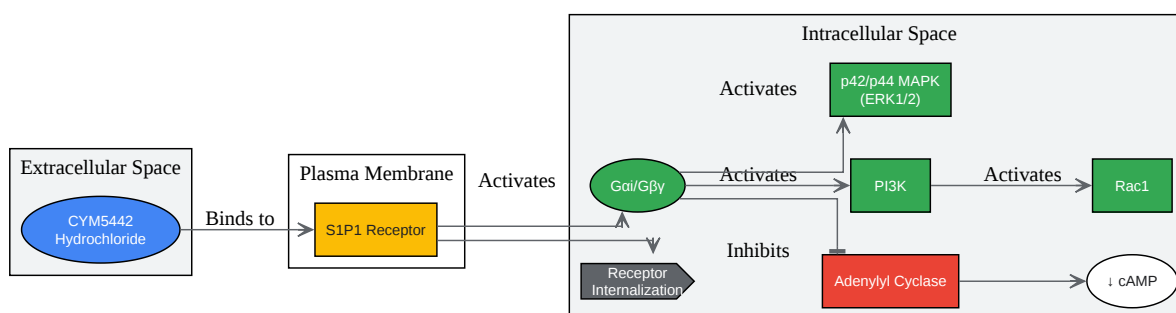 Intracellular Space
Activates
p42/p44 MAPK
(ERK1/2)
Extracellular Space
CYM5442
Hydrochloride
Binds to
Plasma Membrane
S1P1 Receptor
Activates
Gαi/Gβγ
Activates
PI3K
Activates
Rac1
Receptor
Internalization
Inhibits
Adenylyl Cyclase
↓ cAMP